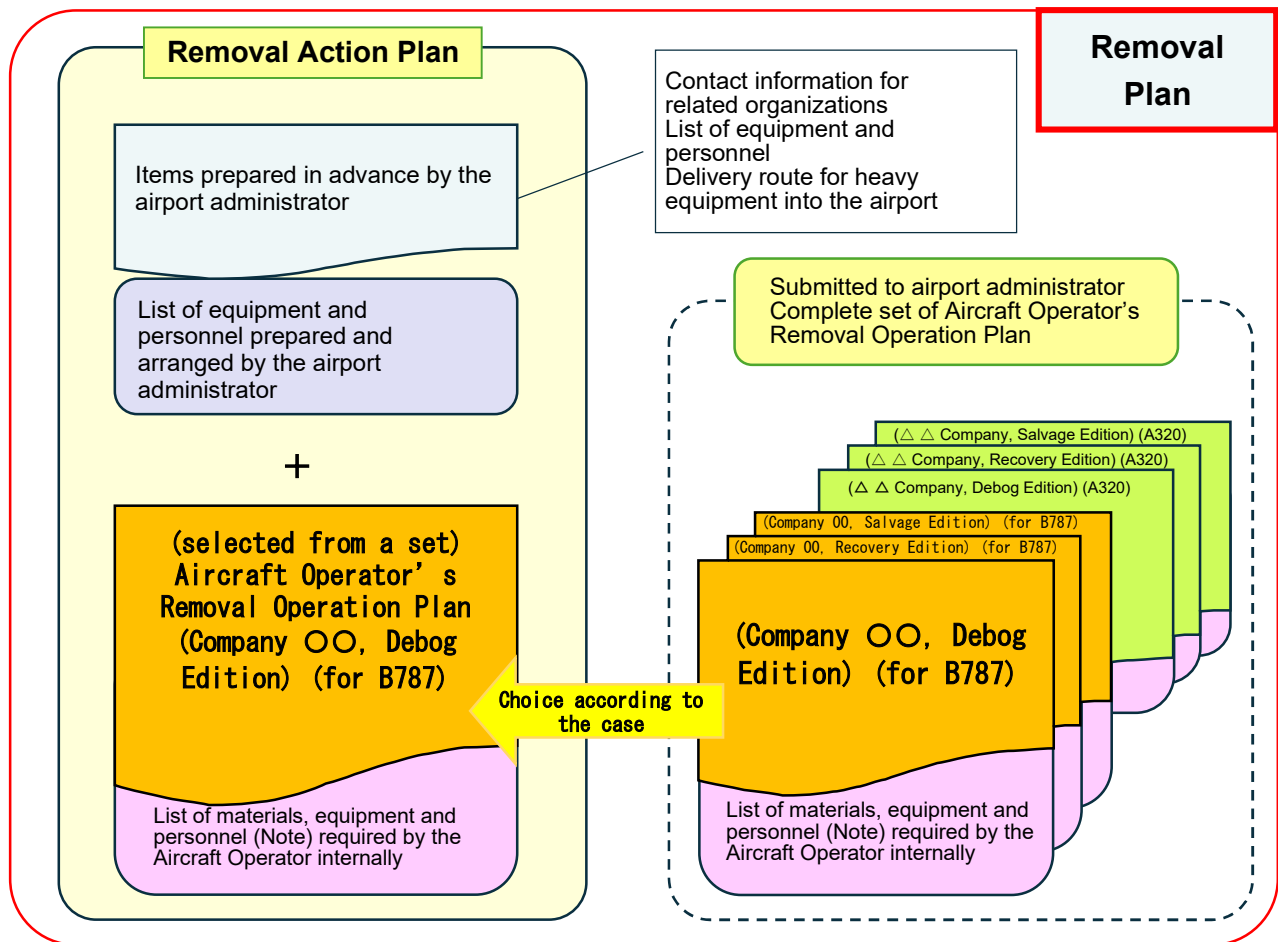 Removal Action Plan
Removal
Plan
Contact information for
related organizations
List of equipment and
personnel
Delivery route for heavy
equipment into the airport
Items prepared in advance by the
airport administrator
List of equipment and
personnel prepared and
arranged by the airport
administrator
+
(selected from a set)
Aircraft Operator’s
Removal Operation Plan
(Company 〇〇, Debog
Edition) (for B787)
List of materials, equipment and
personnel (Note) required by the
Aircraft Operator internally
Choice according to
the case
Submitted to airport administrator
Complete set of Aircraft Operator’s
Removal Operation Plan
(△ △ Company, Salvage Edition) (A320)
(△ △ Company, Recovery Edition) (A320)
(△ △ Company, Debog Edition) (A320)
(Company OO, Salvage Edition) (for B787)
(Company OO, Recovery Edition) (for B787)
(Company 〇〇, Debog
Edition) (for B787)
List of materials, equipment and
personnel (Note) required by the
Aircraft Operator internally